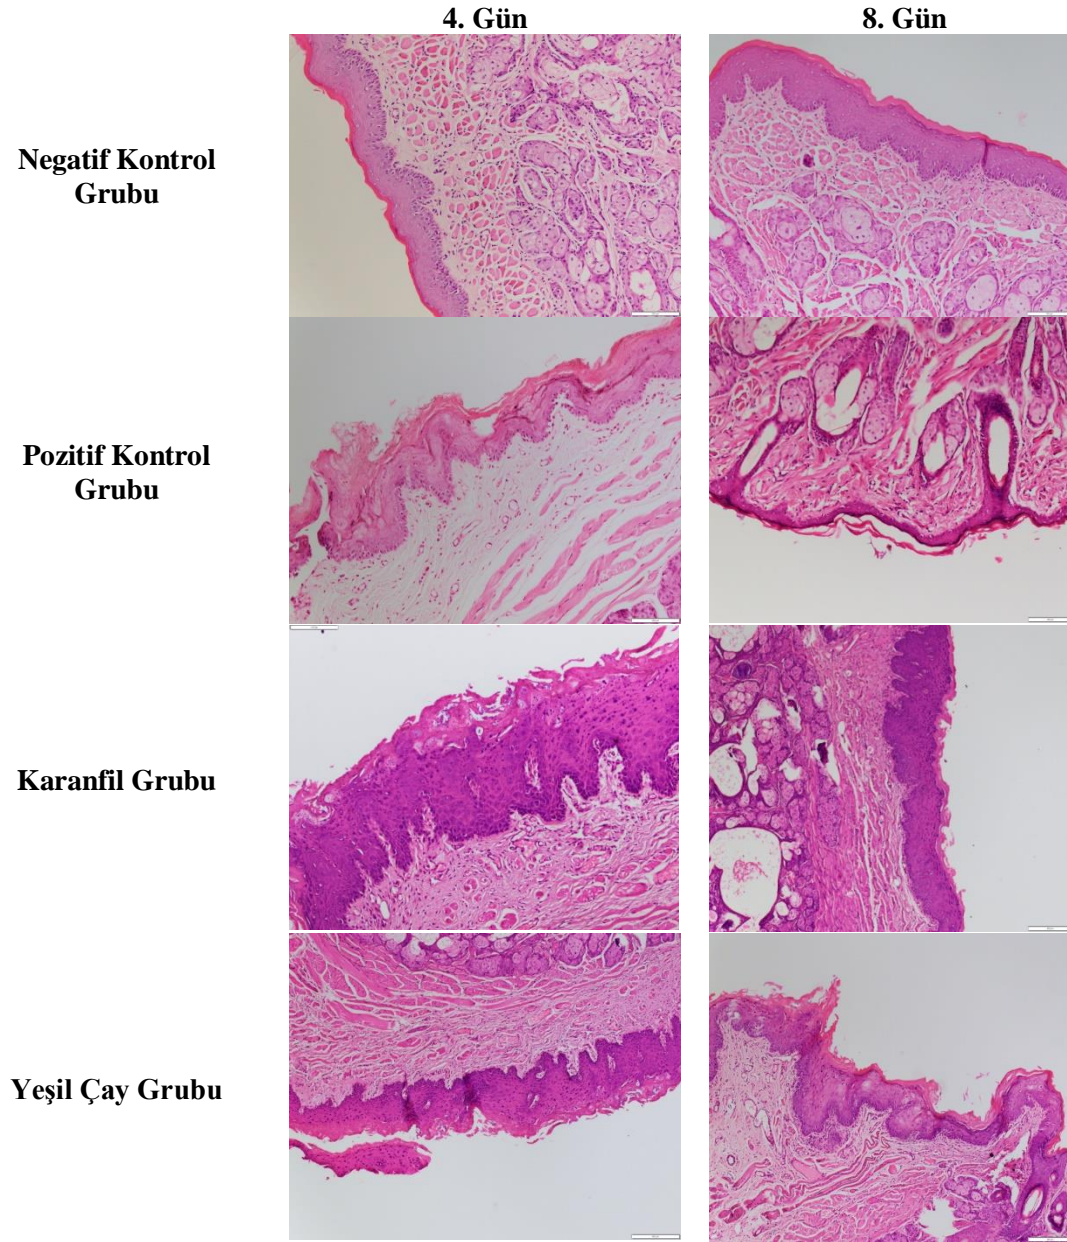 4. Gün
8. Gün
Negatif Kontrol
Grubu
Pozitif Kontrol
Grubu
Karanfil Grubu
Yeşil Çay Grubu